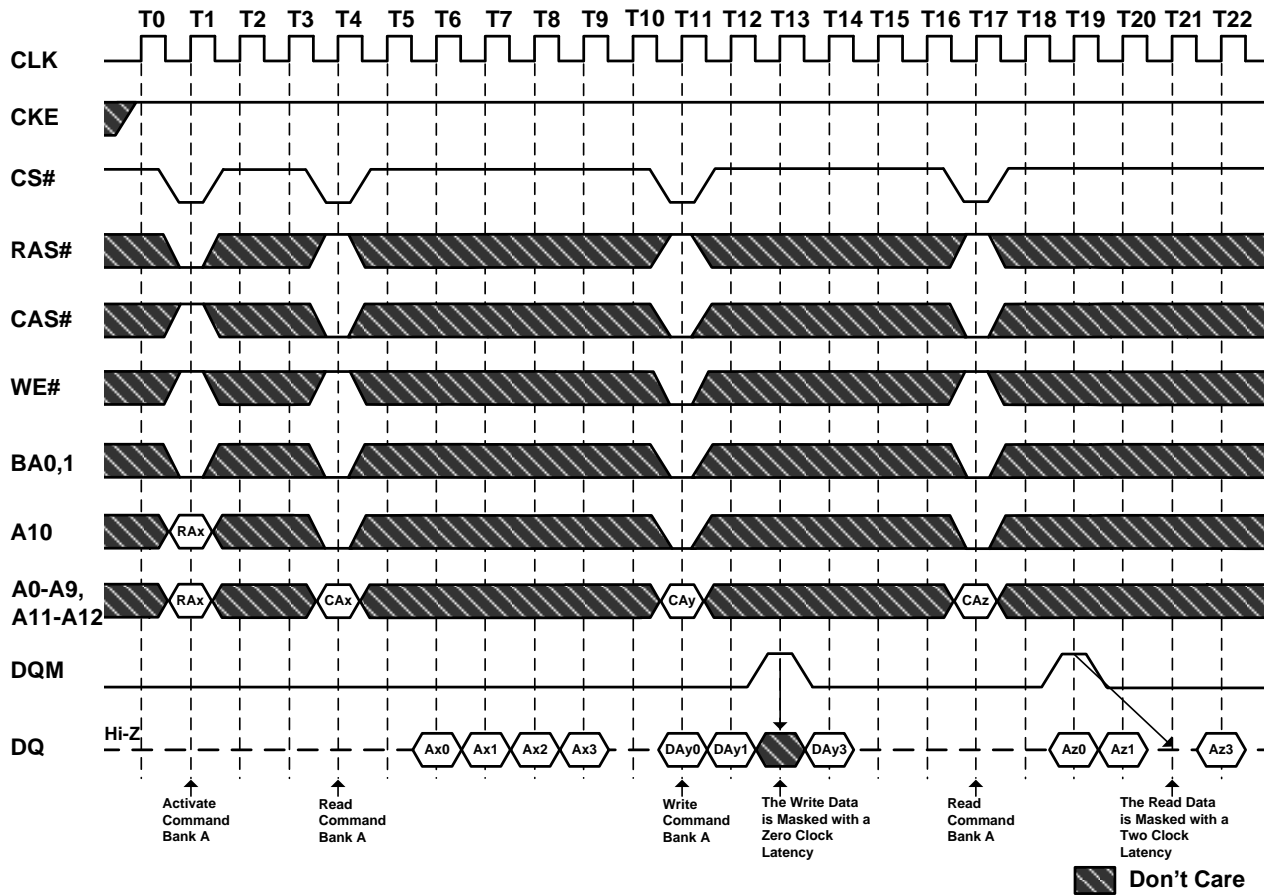 T0 T1 T2 T3 T4 T5 T6 T7 T8 T9 T10 T11 T12 T13 T14 T15 T16 T17 T18 T19 T20 T21 T22
CLK
CKE
CS#
RAS#
CAS#
WE#
BA0,1
A10
RAx
A0-A9,
A11-A12
RAx CAx CAy CAz
DQM
DQ
Hi-Z
Ax0 Ax1 Ax2 Ax3 DAy0 DAy1 DAy3 Az0 Az1 Az3
Activate
Command
Bank A
Read
Command
Bank A
Write
Command
Bank A
The Write Data
is Masked with a
Zero Clock
Latency
Read
Command
Bank A
The Read Data
is Masked with a
Two Clock
Latency
Don't Care